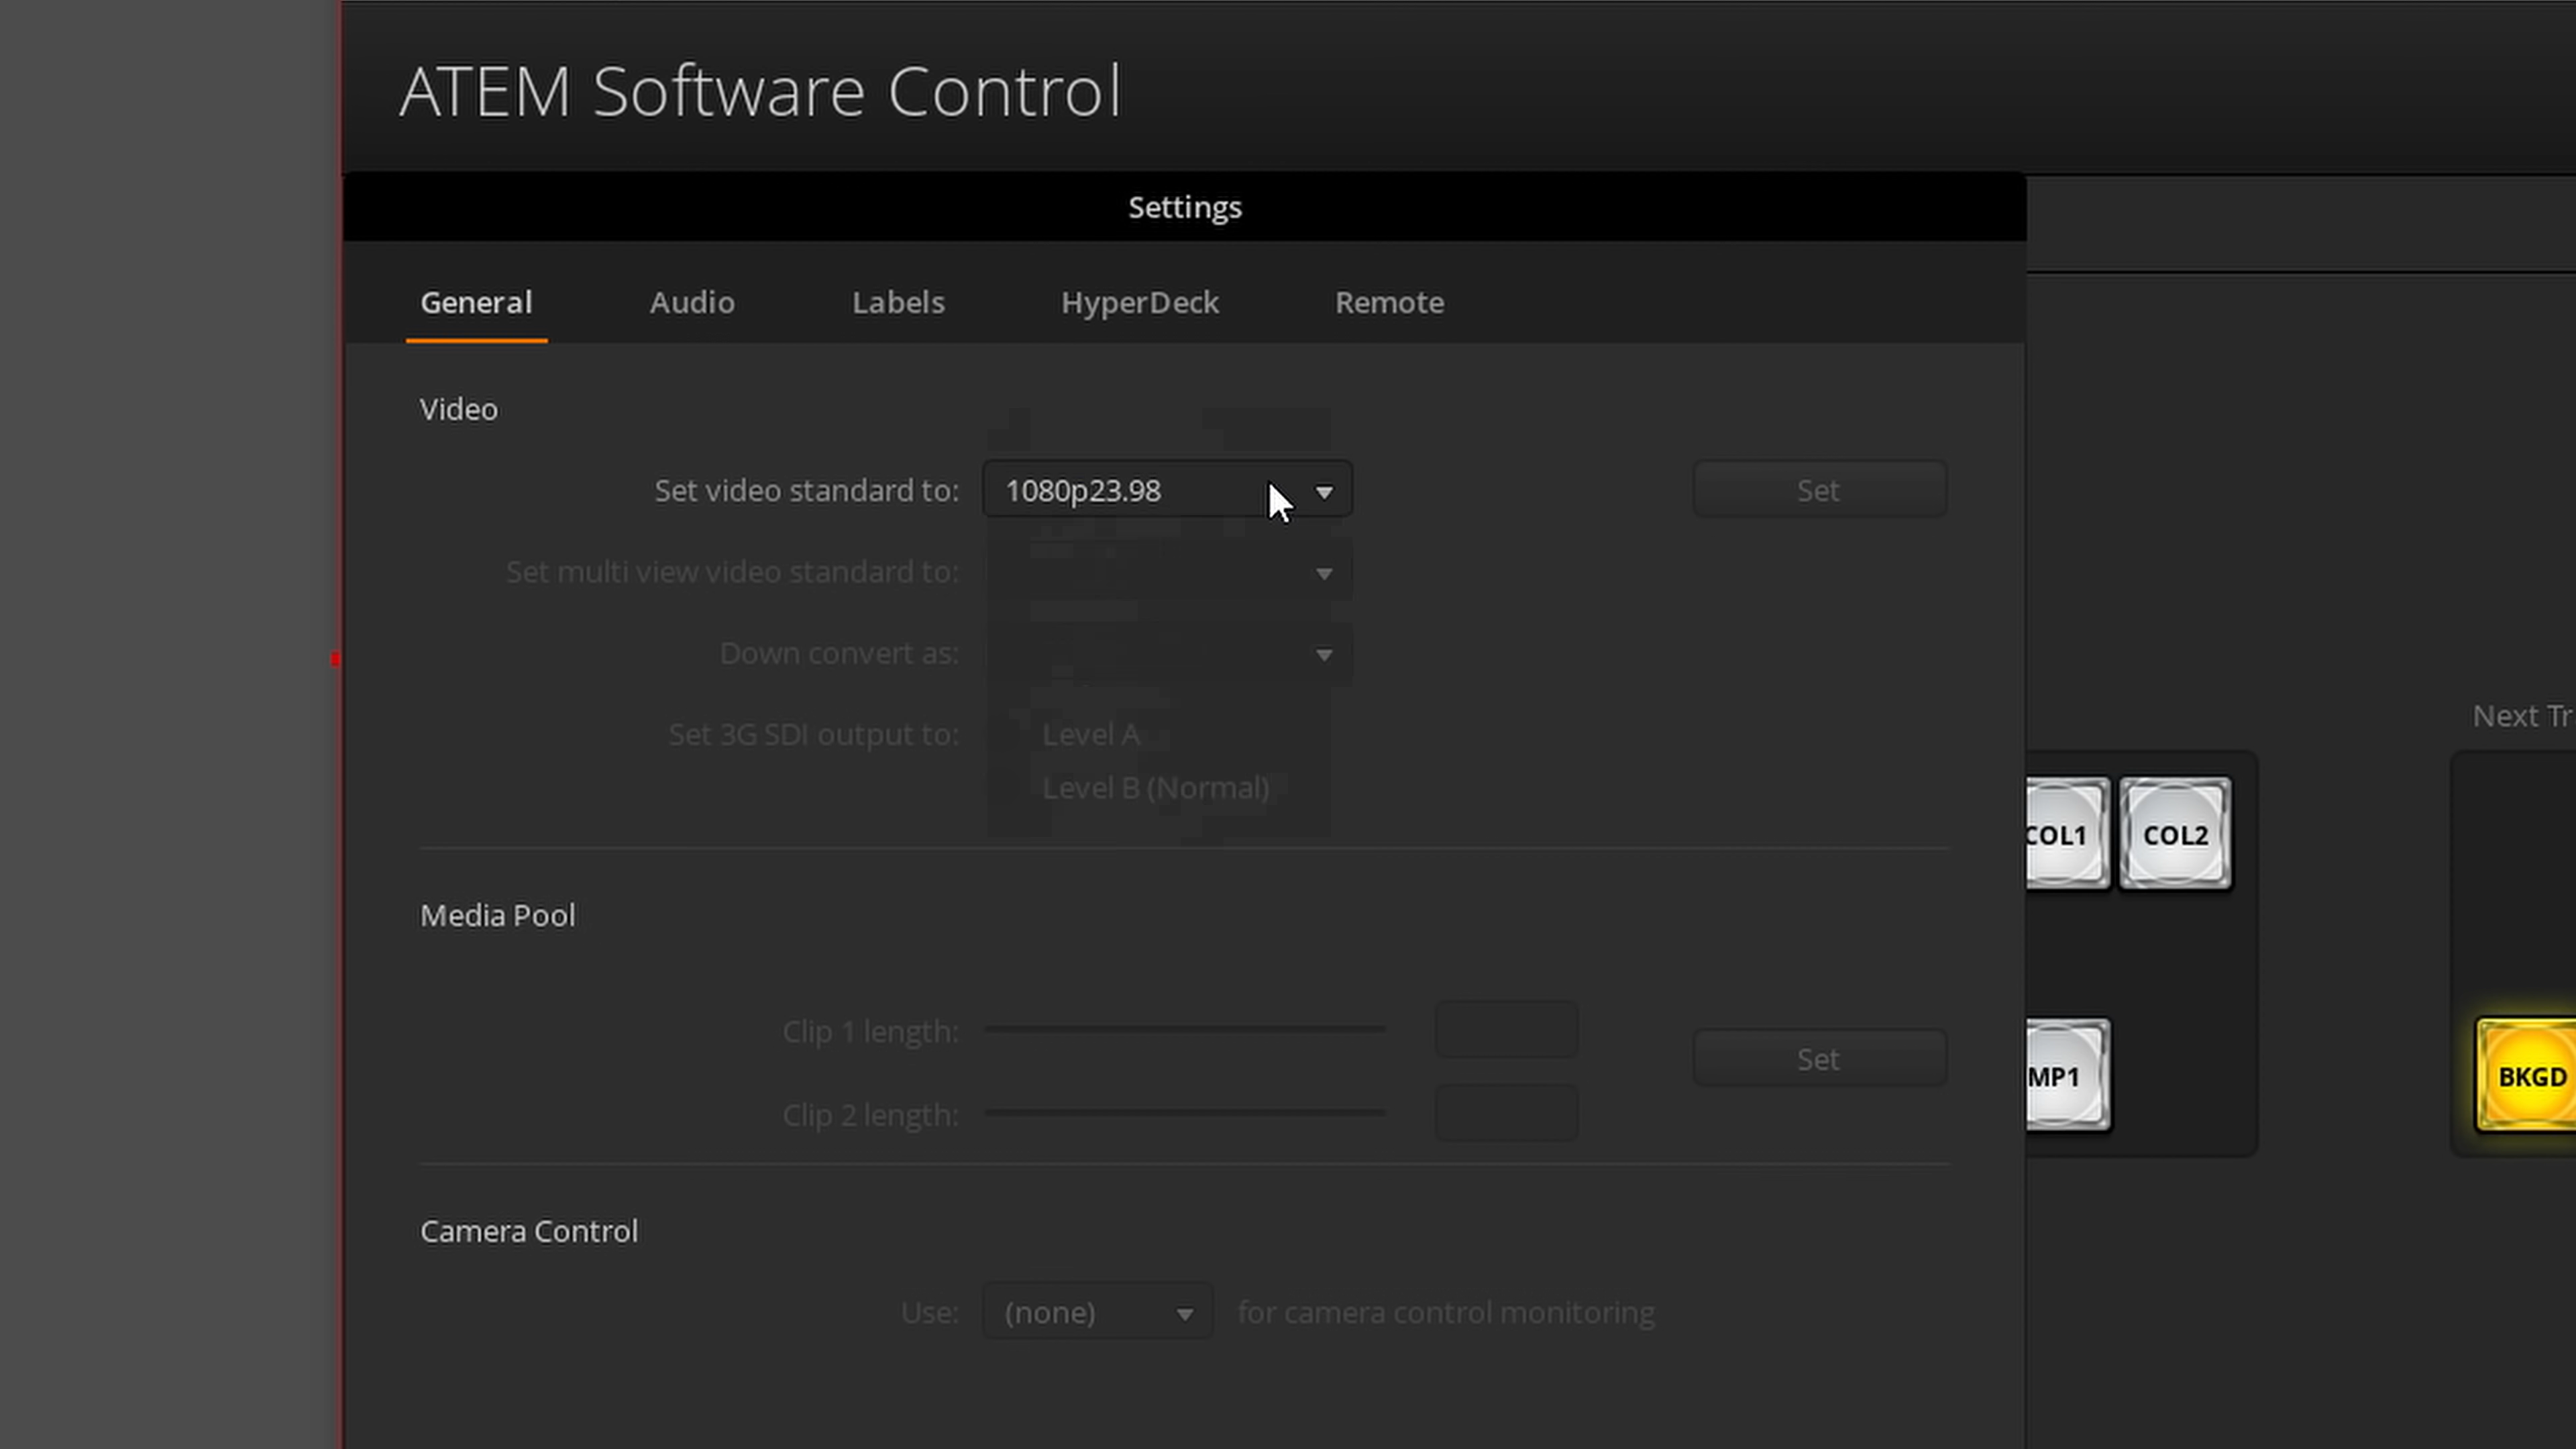 ATEM Software Control
Settings
General Audio Labels HyperDeck Remote
Video
Set video standard to: 1080p23.98 Set
Set multi view video standard to:
Down convert as:
Set 3G SDI output to: Level A
Level B (Normal)
Media Pool
Clip 1 length:
Set
Clip 2 length:
Camera Control
Use: (none) for camera control monitoring
Next Tr
COL1 COL2
MP1 BKGD